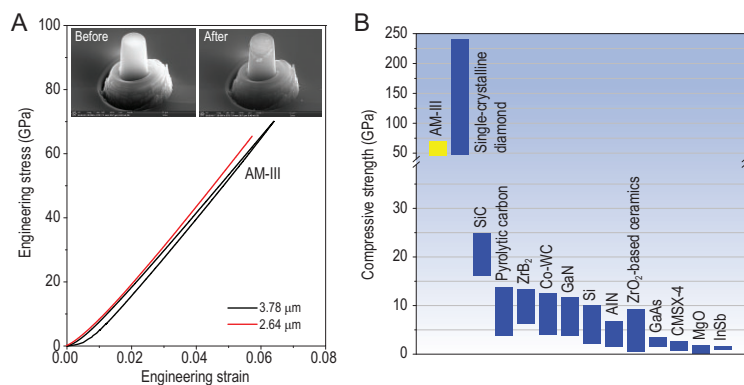 A
Before
After
AM-III
3.78 μm
2.64 μm
Engineering stress (GPa)
100
80
60
40
20
0
0.00
0.02
0.04
0.06
0.08
Engineering strain
B
Compressive strength (GPa)
250
200
150
100
50
30
20
10
0
AM-III
Single-crystalline
diamond
SiC
Pyrolytic carbon
ZrB₂
Co-WC
GaN
Si
AlN
ZrO₂-based ceramics
GaAs
CMSX-4
MgO
InSb